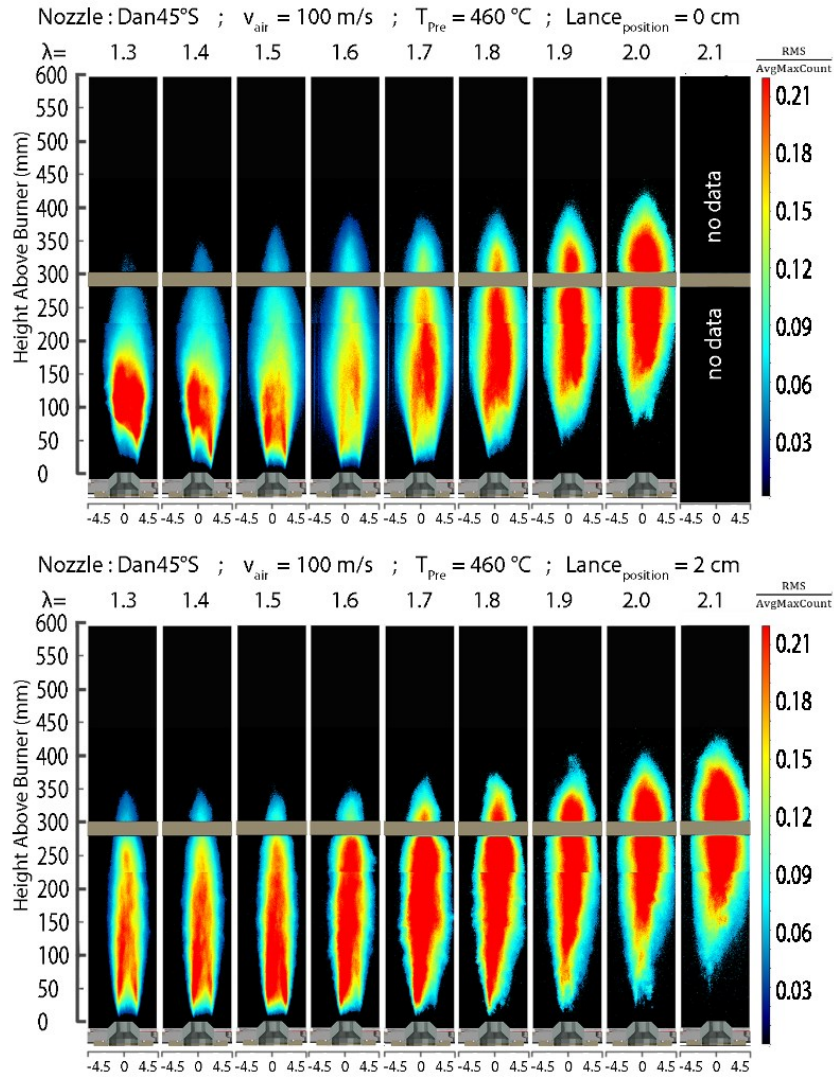 Nozzle : Dan45°S ; v_air = 100 m/s ; T_Pre = 460 °C ; Lance_position = 0 cm
λ= 1.3 1.4 1.5 1.6 1.7 1.8 1.9 2.0 2.1
RMS
AvgMaxCount
Height Above Burner (mm)
600
550
500
450
400
350
300
250
200
150
100
50
0
no data
no data
0.21
0.18
0.15
0.12
0.09
0.06
0.03
-4.5 0 4.5 -4.5 0 4.5 -4.5 0 4.5 -4.5 0 4.5 -4.5 0 4.5 -4.5 0 4.5 -4.5 0 4.5 -4.5 0 4.5 -4.5 0 4.5
Nozzle : Dan45°S ; v_air = 100 m/s ; T_Pre = 460 °C ; Lance_position = 2 cm
λ= 1.3 1.4 1.5 1.6 1.7 1.8 1.9 2.0 2.1
RMS
AvgMaxCount
Height Above Burner (mm)
600
550
500
450
400
350
300
250
200
150
100
50
0
0.21
0.18
0.15
0.12
0.09
0.06
0.03
-4.5 0 4.5 -4.5 0 4.5 -4.5 0 4.5 -4.5 0 4.5 -4.5 0 4.5 -4.5 0 4.5 -4.5 0 4.5 -4.5 0 4.5 -4.5 0 4.5